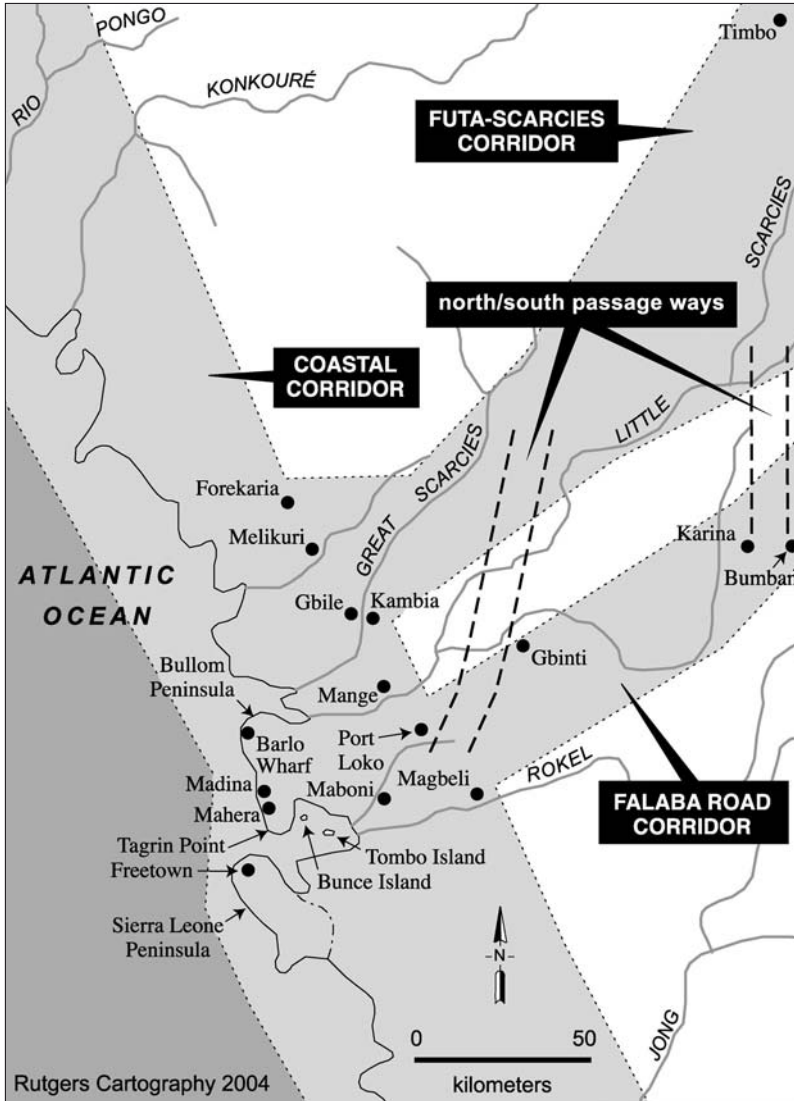 PONGO
RIO
KONKOURÉ
Timbo
FUTA-SCARCIES
CORRIDOR
SCARCIES
north/south passage ways
COASTAL
CORRIDOR
LITTLE
Forekaria
SCARCIES
Melikuri
GREAT
Karina
Bumban
ATLANTIC
OCEAN
Gbile
Kambia
Gbinti
Bullom
Peninsula
Mange
Barlo
Wharf
Port
Loko
Madina
Maboni
Magbeli
ROKEL
Mahera
FALABA ROAD
CORRIDOR
Tagrin Point
Tombo Island
Freetown
Bunce Island
Sierra Leone
Peninsula
N
JONG
0 50
kilometers
Rutgers Cartography 2004